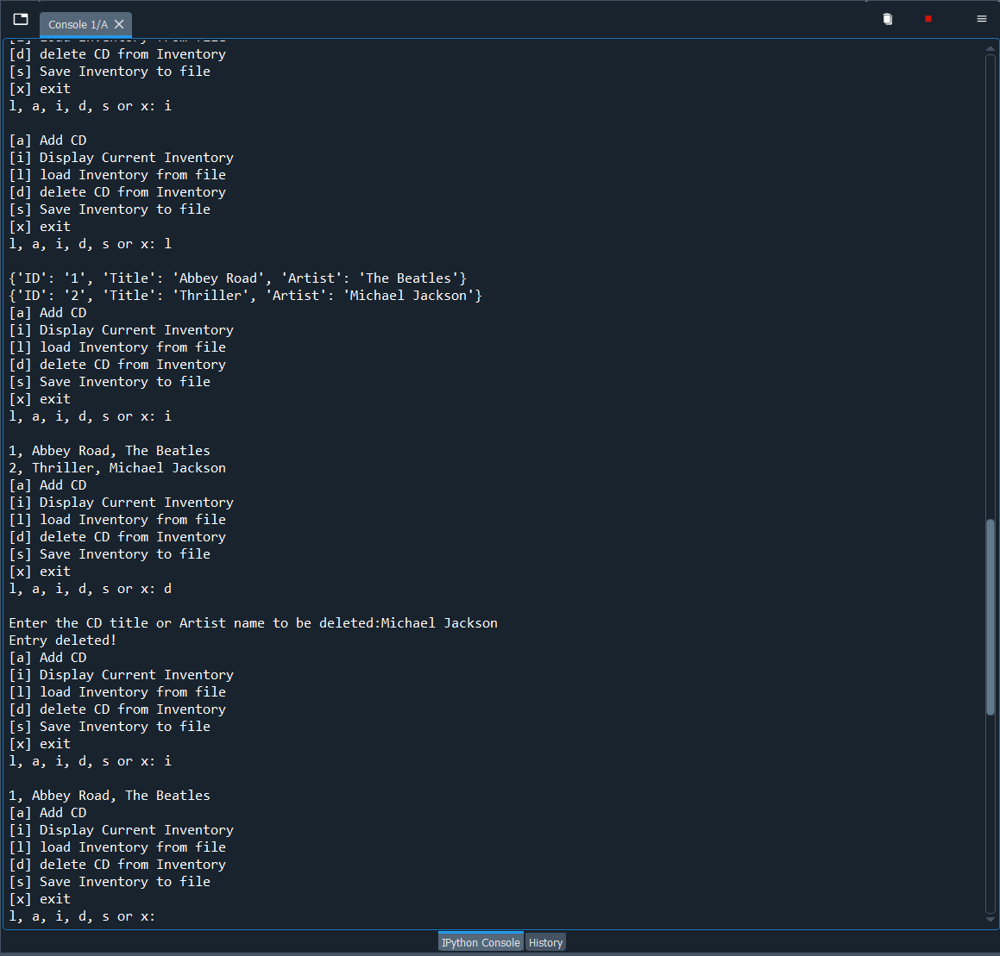 Console 1/A
[d] delete CD from Inventory
[s] Save Inventory to file
[x] exit
l, a, i, d, s or x: i
[a] Add CD
[i] Display Current Inventory
[l] load Inventory from file
[d] delete CD from Inventory
[s] Save Inventory to file
[x] exit
l, a, i, d, s or x: l
{'ID': '1', 'Title': 'Abbey Road', 'Artist': 'The Beatles'}
{'ID': '2', 'Title': 'Thriller', 'Artist': 'Michael Jackson'}
[a] Add CD
[i] Display Current Inventory
[l] load Inventory from file
[d] delete CD from Inventory
[s] Save Inventory to file
[x] exit
l, a, i, d, s or x: i
1, Abbey Road, The Beatles
2, Thriller, Michael Jackson
[a] Add CD
[i] Display Current Inventory
[l] load Inventory from file
[d] delete CD from Inventory
[s] Save Inventory to file
[x] exit
l, a, i, d, s or x: d
Enter the CD title or Artist name to be deleted:Michael Jackson
Entry deleted!
[a] Add CD
[i] Display Current Inventory
[l] load Inventory from file
[d] delete CD from Inventory
[s] Save Inventory to file
[x] exit
l, a, i, d, s or x: i
1, Abbey Road, The Beatles
[a] Add CD
[i] Display Current Inventory
[l] load Inventory from file
[d] delete CD from Inventory
[s] Save Inventory to file
[x] exit
l, a, i, d, s or x:
IPython Console
History